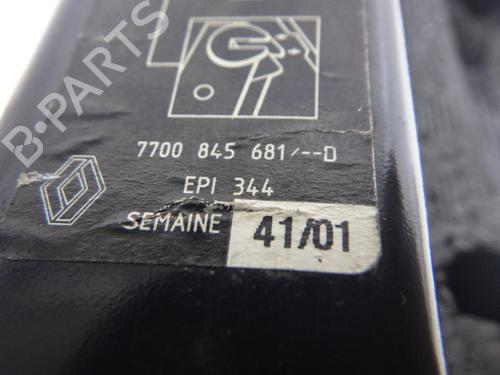 B-PARTS
7700 845 681/--D
EPI 344
SEMAINE 41/01